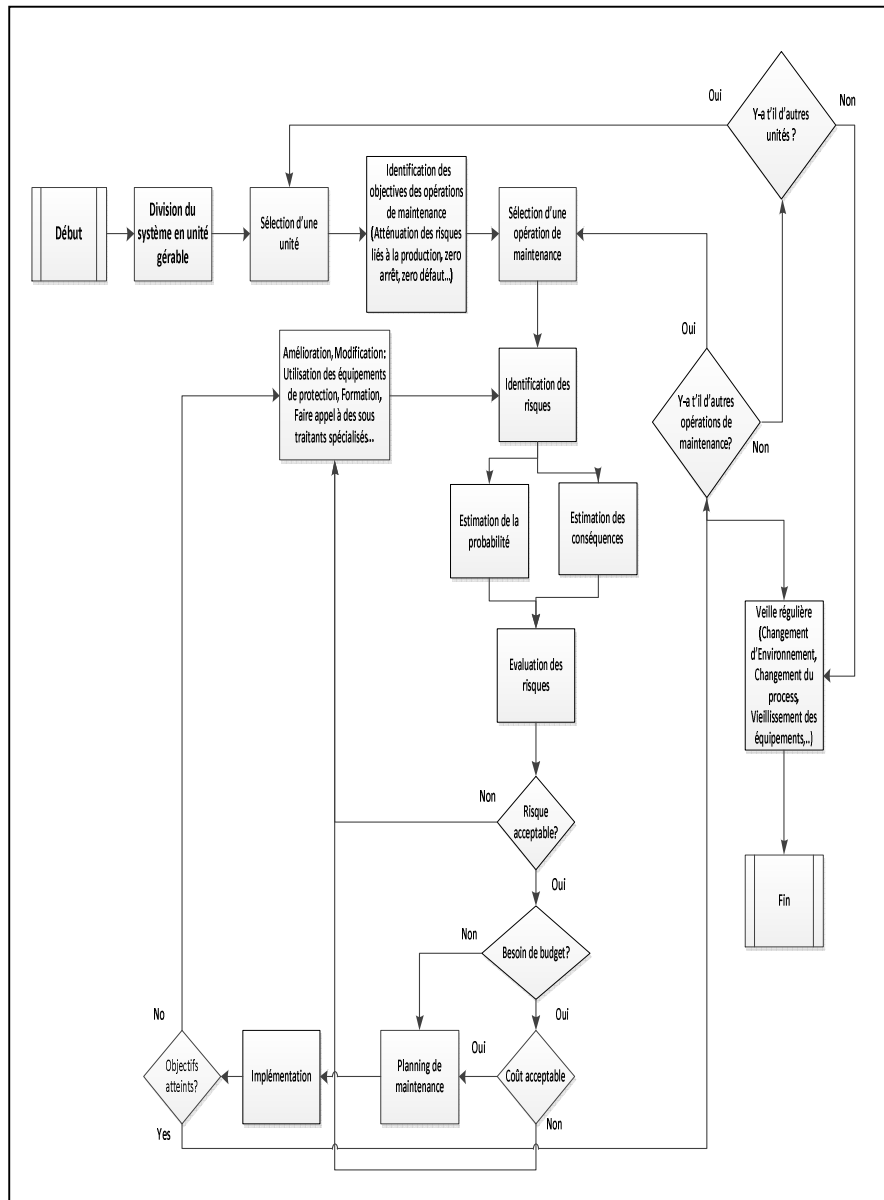 Oui
Non
Y-a t'il d'autres
unités ?
Début
Division du
système en unité
gérable
Sélection d'une
unité
Identification des
objectives des opérations
de maintenance
(Atténuation des risques
liés à la production, zero
arrêt, zero défaut...)
Sélection d'une
opération de
maintenance
Oui
Amélioration, Modification:
Utilisation des équipements
de protection, Formation,
Faire appel à des sous
traitants spécialisés...
Identification des
risques
Y-a t'il d'autres
opérations de
maintenance?
Non
Estimation de la
probabilité
Estimation des
conséquences
Veille régulière
(Changement
d'Environnement,
Changement du
process,
Vieillissement des
équipements,..)
Evaluation des
risques
Non
Risque
acceptable?
Oui
Fin
Non
Besoin de budget?
Oui
No
Objectifs
atteints?
Yes
Implémentation
Planning de
maintenance
Oui
Coût acceptable
Non